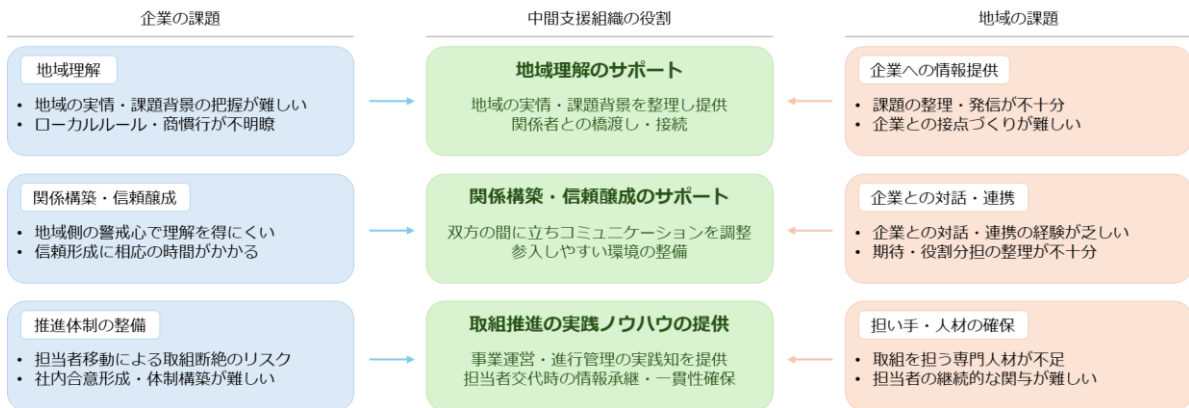 企業の課題
中間支援組織の役割
地域の課題
地域理解
• 地域の実情・課題背景の把握が難しい
• ローカルルール・商慣行が不明瞭
地域理解のサポート
地域の実情・課題背景を整理し提供
関係者との橋渡し・接続
企業への情報提供
• 課題の整理・発信が不十分
• 企業との接点づくりが難しい
関係構築・信頼醸成
• 地域側の警戒心で理解を得にくい
• 信頼形成に相応の時間がかかる
関係構築・信頼醸成のサポート
双方の間に立ちコミュニケーションを調整
参入しやすい環境の整備
企業との対話・連携
• 企業との対話・連携の経験が乏しい
• 期待・役割分担の整理が不十分
推進体制の整備
• 担当者移動による取組断絶のリスク
• 社内合意形成・体制構築が難しい
取組推進の実践ノウハウの提供
事業運営・進行管理の実践知を提供
担当者交代時の情報承継・一貫性確保
担い手・人材の確保
• 取組を担う専門人材が不足
• 担当者の継続的な関与が難しい